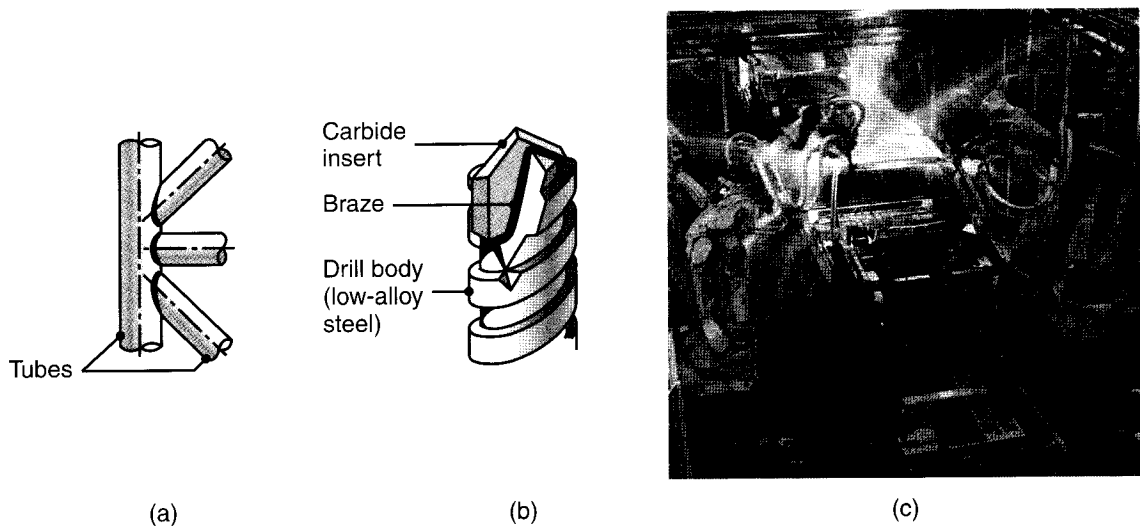 Carbide
insert
Braze
Drill body
(low-alloy
steel)
Tubes
(a)
(b)
(c)